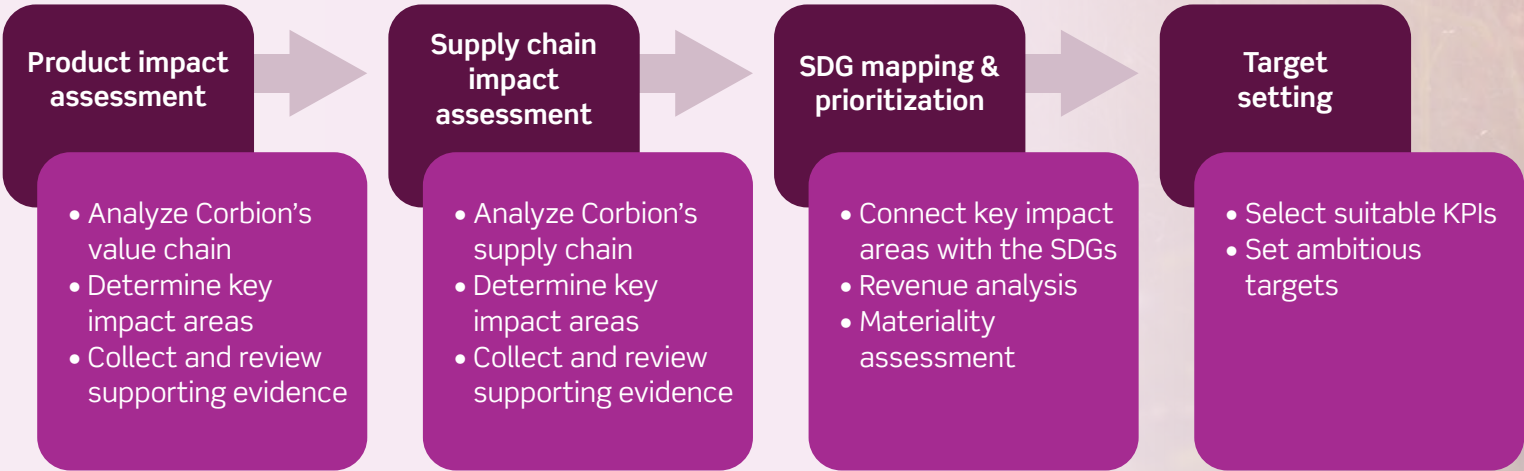 Product impact
assessment
• Analyze Corbion's
value chain
• Determine key
impact areas
• Collect and review
supporting evidence
Supply chain
impact
assessment
• Analyze Corbion's
supply chain
• Determine key
impact areas
• Collect and review
supporting evidence
SDG mapping &
prioritization
• Connect key impact
areas with the SDGs
• Revenue analysis
• Materiality
assessment
Target
setting
• Select suitable KPIs
• Set ambitious
targets